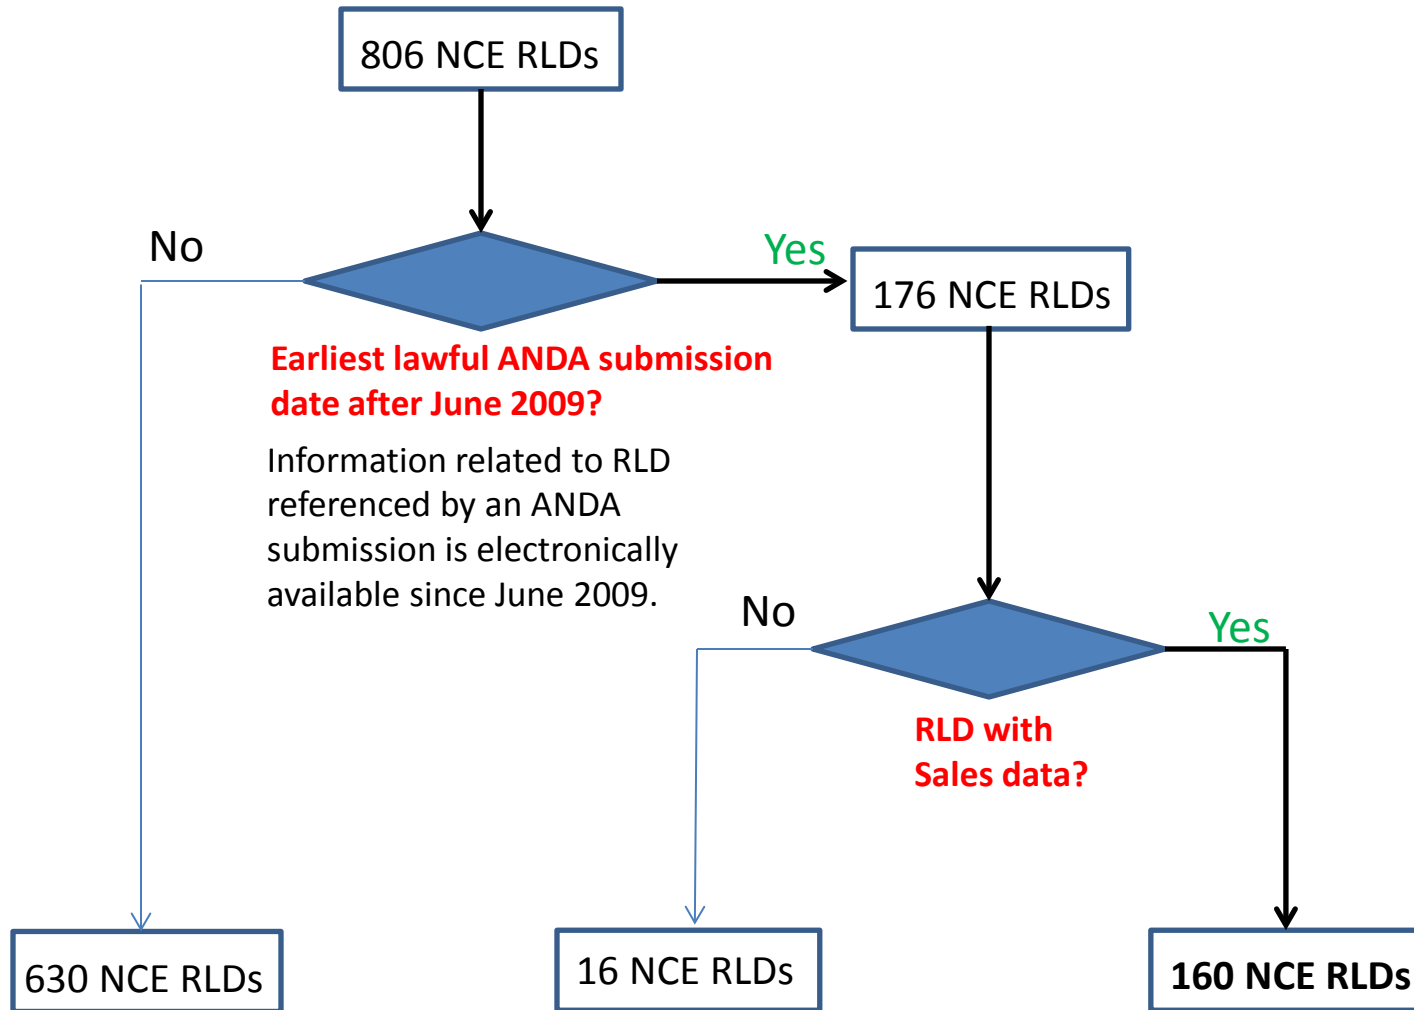 806 NCE RLDs
No
Yes
176 NCE RLDs
Earliest lawful ANDA submission
date after June 2009?
Information related to RLD
referenced by an ANDA
submission is electronically
available since June 2009.
No
Yes
RLD with
Sales data?
630 NCE RLDs
16 NCE RLDs
160 NCE RLDs